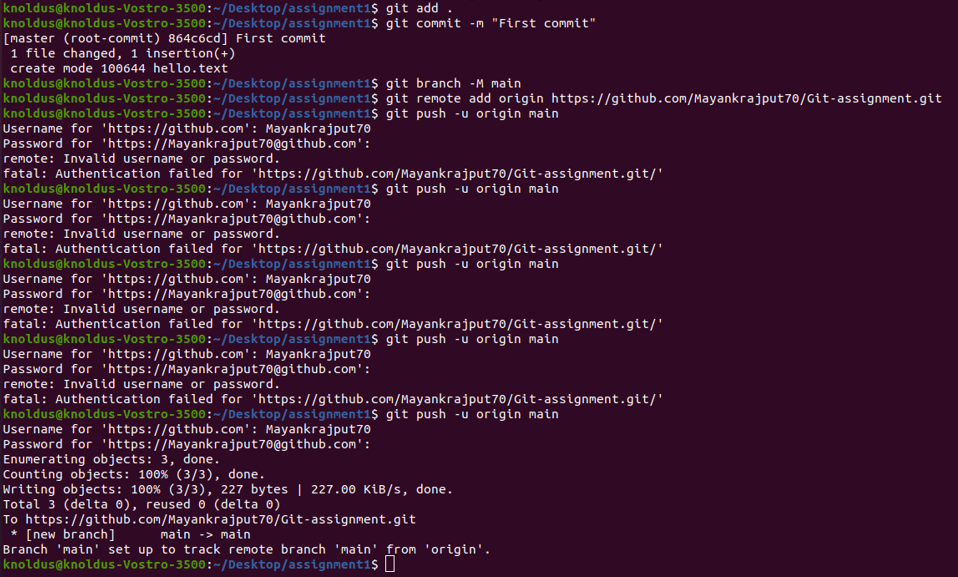 knoldus@knoldus-Vostro-3500:~/Desktop/assignment1$ git add .
knoldus@knoldus-Vostro-3500:~/Desktop/assignment1$ git commit -m "First commit"
[master (root-commit) 864c6cd] First commit
 1 file changed, 1 insertion(+)
 create mode 100644 hello.text
knoldus@knoldus-Vostro-3500:~/Desktop/assignment1$ git branch -M main
knoldus@knoldus-Vostro-3500:~/Desktop/assignment1$ git remote add origin https://github.com/Mayankrajput70/Git-assignment.git
knoldus@knoldus-Vostro-3500:~/Desktop/assignment1$ git push -u origin main
Username for 'https://github.com': Mayankrajput70
Password for 'https://Mayankrajput70@github.com':
remote: Invalid username or password.
fatal: Authentication failed for 'https://github.com/Mayankrajput70/Git-assignment.git/'
knoldus@knoldus-Vostro-3500:~/Desktop/assignment1$ git push -u origin main
Username for 'https://github.com': Mayankrajput70
Password for 'https://Mayankrajput70@github.com':
remote: Invalid username or password.
fatal: Authentication failed for 'https://github.com/Mayankrajput70/Git-assignment.git/'
knoldus@knoldus-Vostro-3500:~/Desktop/assignment1$ git push -u origin main
Username for 'https://github.com': Mayankrajput70
Password for 'https://Mayankrajput70@github.com':
remote: Invalid username or password.
fatal: Authentication failed for 'https://github.com/Mayankrajput70/Git-assignment.git/'
knoldus@knoldus-Vostro-3500:~/Desktop/assignment1$ git push -u origin main
Username for 'https://github.com': Mayankrajput70
Password for 'https://Mayankrajput70@github.com':
remote: Invalid username or password.
fatal: Authentication failed for 'https://github.com/Mayankrajput70/Git-assignment.git/'
knoldus@knoldus-Vostro-3500:~/Desktop/assignment1$ git push -u origin main
Username for 'https://github.com': Mayankrajput70
Password for 'https://Mayankrajput70@github.com':
Enumerating objects: 3, done.
Counting objects: 100% (3/3), done.
Writing objects: 100% (3/3), 227 bytes | 227.00 KiB/s, done.
Total 3 (delta 0), reused 0 (delta 0)
To https://github.com/Mayankrajput70/Git-assignment.git
 * [new branch]      main -> main
Branch 'main' set up to track remote branch 'main' from 'origin'.
knoldus@knoldus-Vostro-3500:~/Desktop/assignment1$